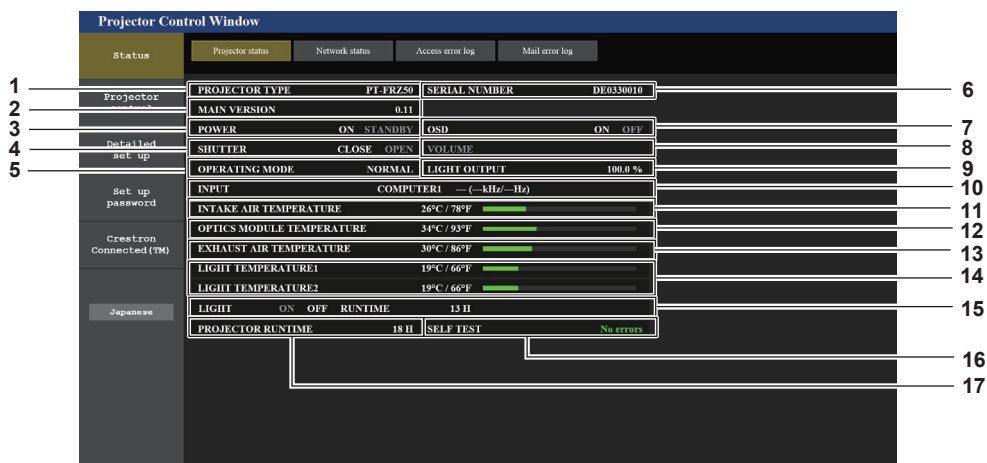 Projector Control Window
Status
Projector status Network status Access error log Mail error log
1 PROJECTOR TYPE PT-FRZ50 SERIAL NUMBER DE0330010 6
Projector
2 MAIN VERSION 0.11
3 POWER ON STANDBY OSD ON OFF 7
Detailed
set up
4 SHUTTER CLOSE OPEN VOLUME 8
5 OPERATING MODE NORMAL LIGHT OUTPUT 100.0 % 9
Set up
password
INPUT COMPUTER1 --- (---kHz/---Hz) 10
INTAKE AIR TEMPERATURE 26°C / 78°F 11
OPTICS MODULE TEMPERATURE 34°C / 93°F 12
Crestron
Connected(TM)
EXHAUST AIR TEMPERATURE 30°C / 86°F 13
LIGHT TEMPERATURE1 19°C / 66°F
14
LIGHT TEMPERATURE2 19°C / 66°F
Japanese
LIGHT ON OFF RUNTIME 13 H 15
PROJECTOR RUNTIME 18 H SELF TEST No errors
16
17